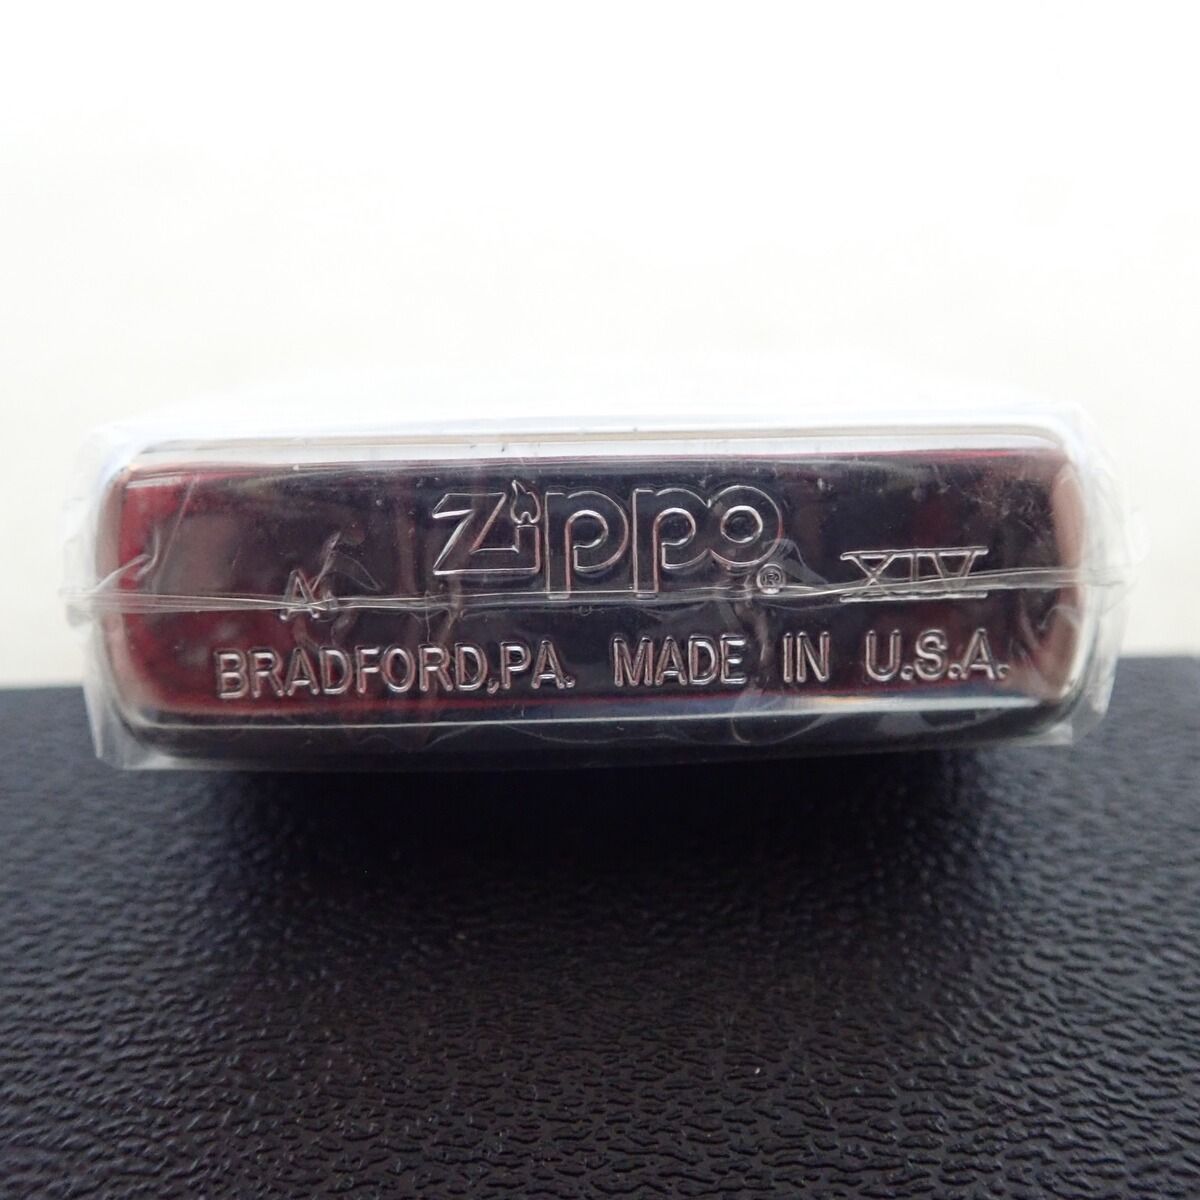 Zippo ®
A XIV
BRADFORD,PA. MADE IN U.S.A.